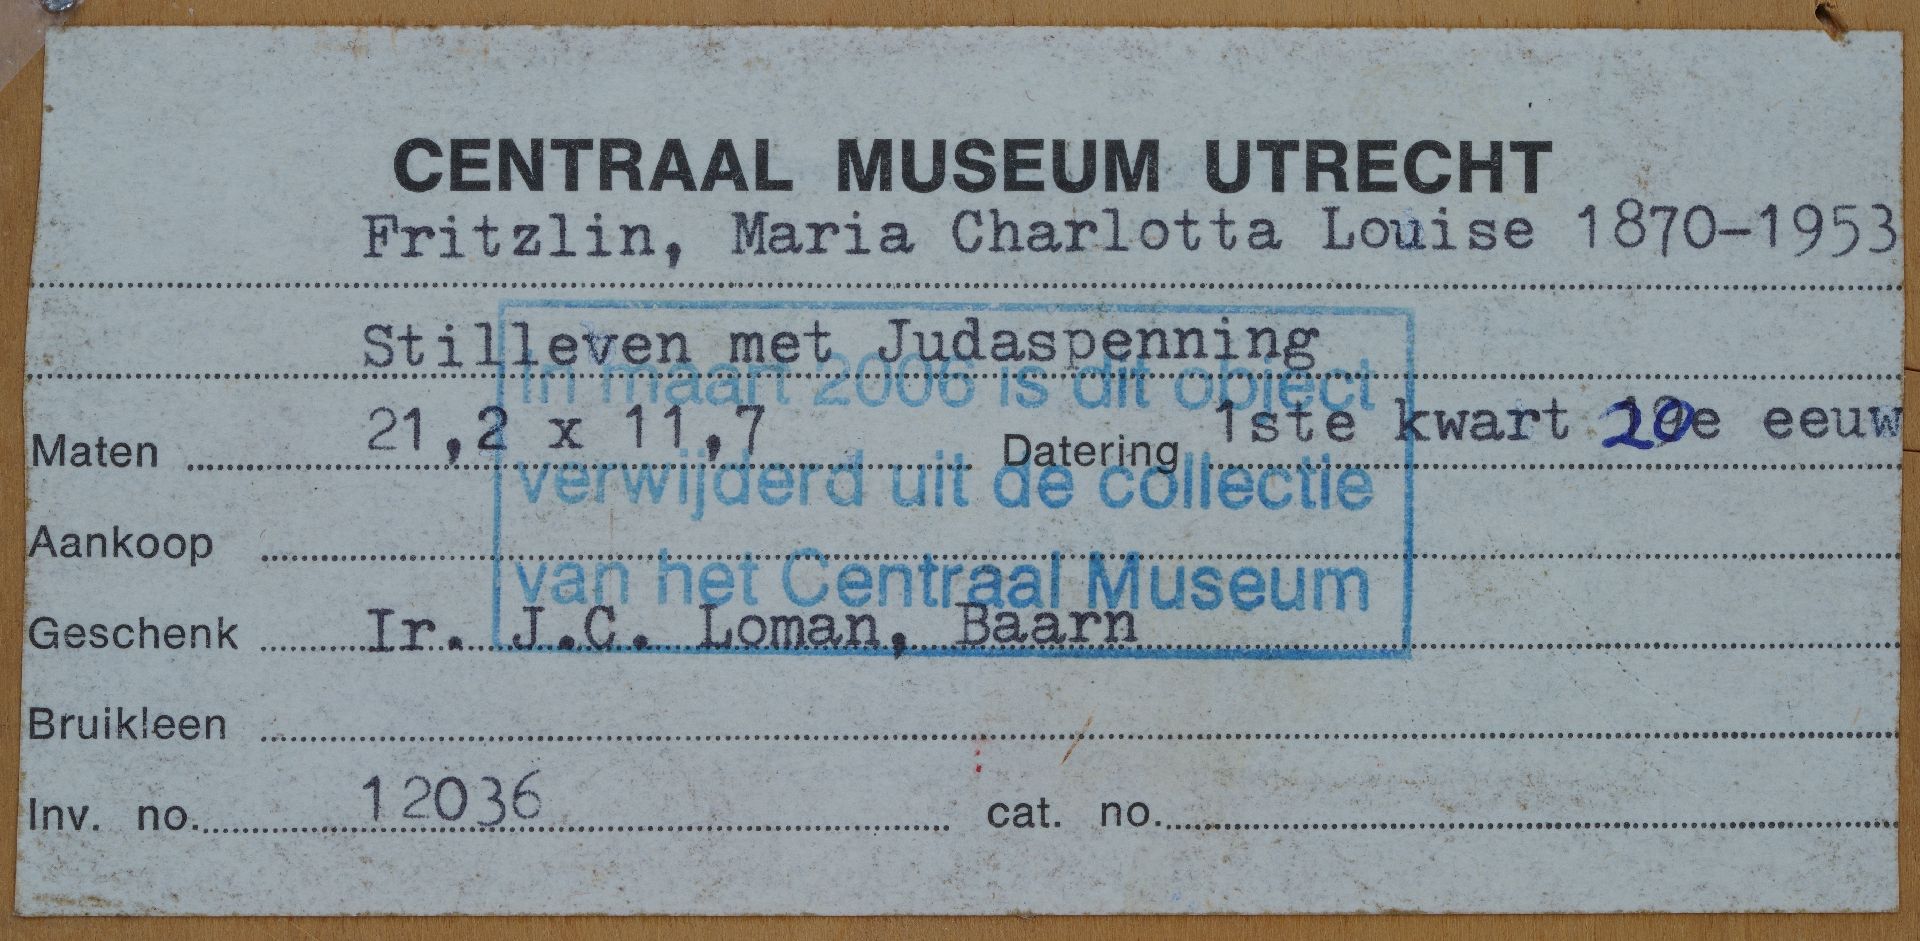 CENTRAAL MUSEUM UTRECHT
Fritzlin, Maria Charlotta Louise 1870-1953
Stilleven met Judaspenning
In maart 2006 is dit object
Maten 21,2 x 11,7 Datering 1ste kwart 20e eeuw
verwijderd uit de collectie
Aankoop
van het Centraal Museum
Geschenk Ir. J.C. Loman, Baarn
Bruikleen
Inv. no. 12036 cat. no.